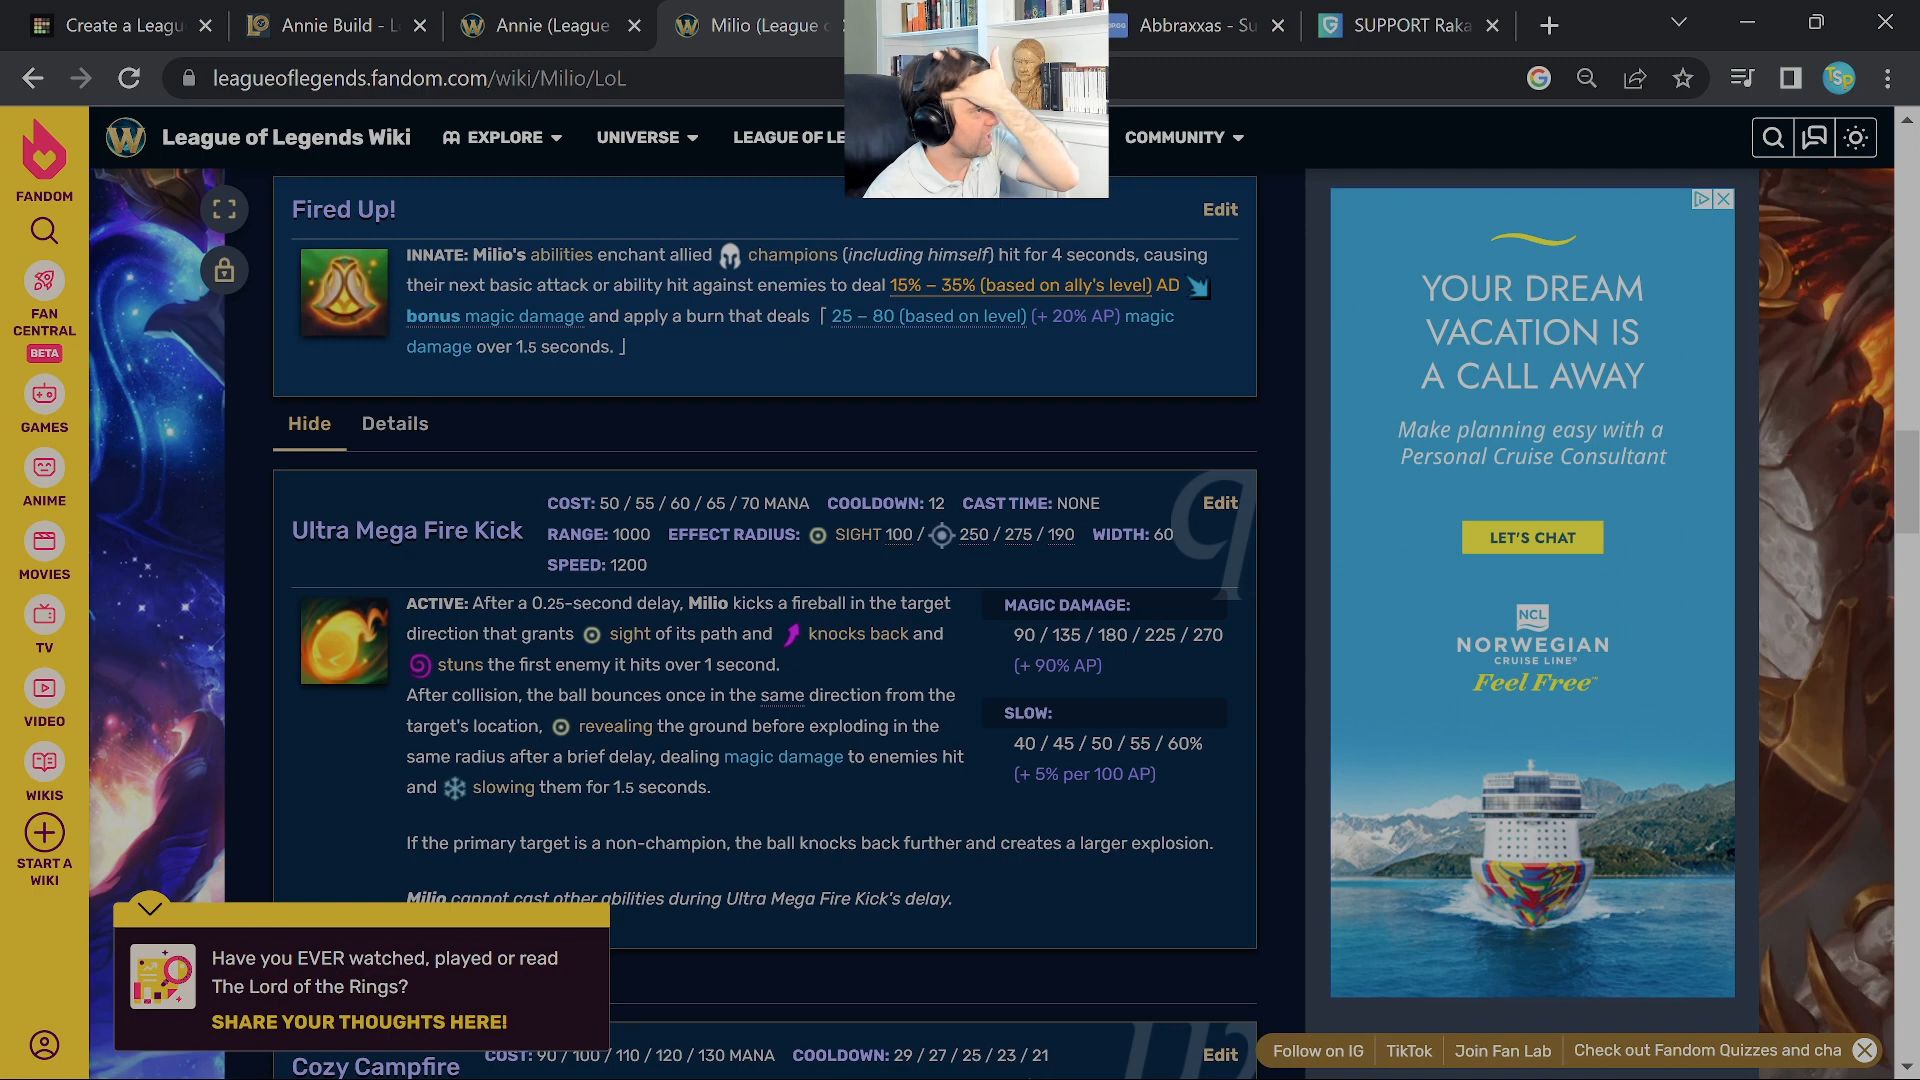 Create a Leagu
Annie Build - L
Annie (League
Milio (League o
Abbraxxas - Su
SUPPORT Raka
leagueoflegends.fandom.com/wiki/Milio/LoL
TSp
League of Legends Wiki
EXPLORE
UNIVERSE
LEAGUE OF LE
COMMUNITY
FANDOM
FAN
CENTRAL
BETA
GAMES
ANIME
MOVIES
TV
VIDEO
WIKIS
START A
WIKI
Fired Up!
Edit
INNATE: Milio's abilities enchant allied champions (including himself) hit for 4 seconds, causing
their next basic attack or ability hit against enemies to deal 15% – 35% (based on ally's level) AD
bonus magic damage and apply a burn that deals ⌈ 25 – 80 (based on level) (+ 20% AP) magic
damage over 1.5 seconds. ⌋
Hide
Details
Ultra Mega Fire Kick
COST: 50 / 55 / 60 / 65 / 70 MANA COOLDOWN: 12 CAST TIME: NONE
RANGE: 1000 EFFECT RADIUS: SIGHT 100 / 250 / 275 / 190 WIDTH: 60
SPEED: 1200
Edit
q
ACTIVE: After a 0.25-second delay, Milio kicks a fireball in the target
direction that grants sight of its path and knocks back and
stuns the first enemy it hits over 1 second.
After collision, the ball bounces once in the same direction from the
target's location, revealing the ground before exploding in the
same radius after a brief delay, dealing magic damage to enemies hit
and slowing them for 1.5 seconds.
MAGIC DAMAGE:
90 / 135 / 180 / 225 / 270
(+ 90% AP)
SLOW:
40 / 45 / 50 / 55 / 60%
(+ 5% per 100 AP)
If the primary target is a non-champion, the ball knocks back further and creates a larger explosion.
Milio cannot cast other abilities during Ultra Mega Fire Kick's delay.
Have you EVER watched, played or read
The Lord of the Rings?
SHARE YOUR THOUGHTS HERE!
Cozy Campfire
COST: 90 / 100 / 110 / 120 / 130 MANA COOLDOWN: 29 / 27 / 25 / 23 / 21
Edit
YOUR DREAM
VACATION IS
A CALL AWAY
Make planning easy with a
Personal Cruise Consultant
LET'S CHAT
NCL
NORWEGIAN
CRUISE LINE®
Feel Free™
Follow on IG
TikTok
Join Fan Lab
Check out Fandom Quizzes and cha